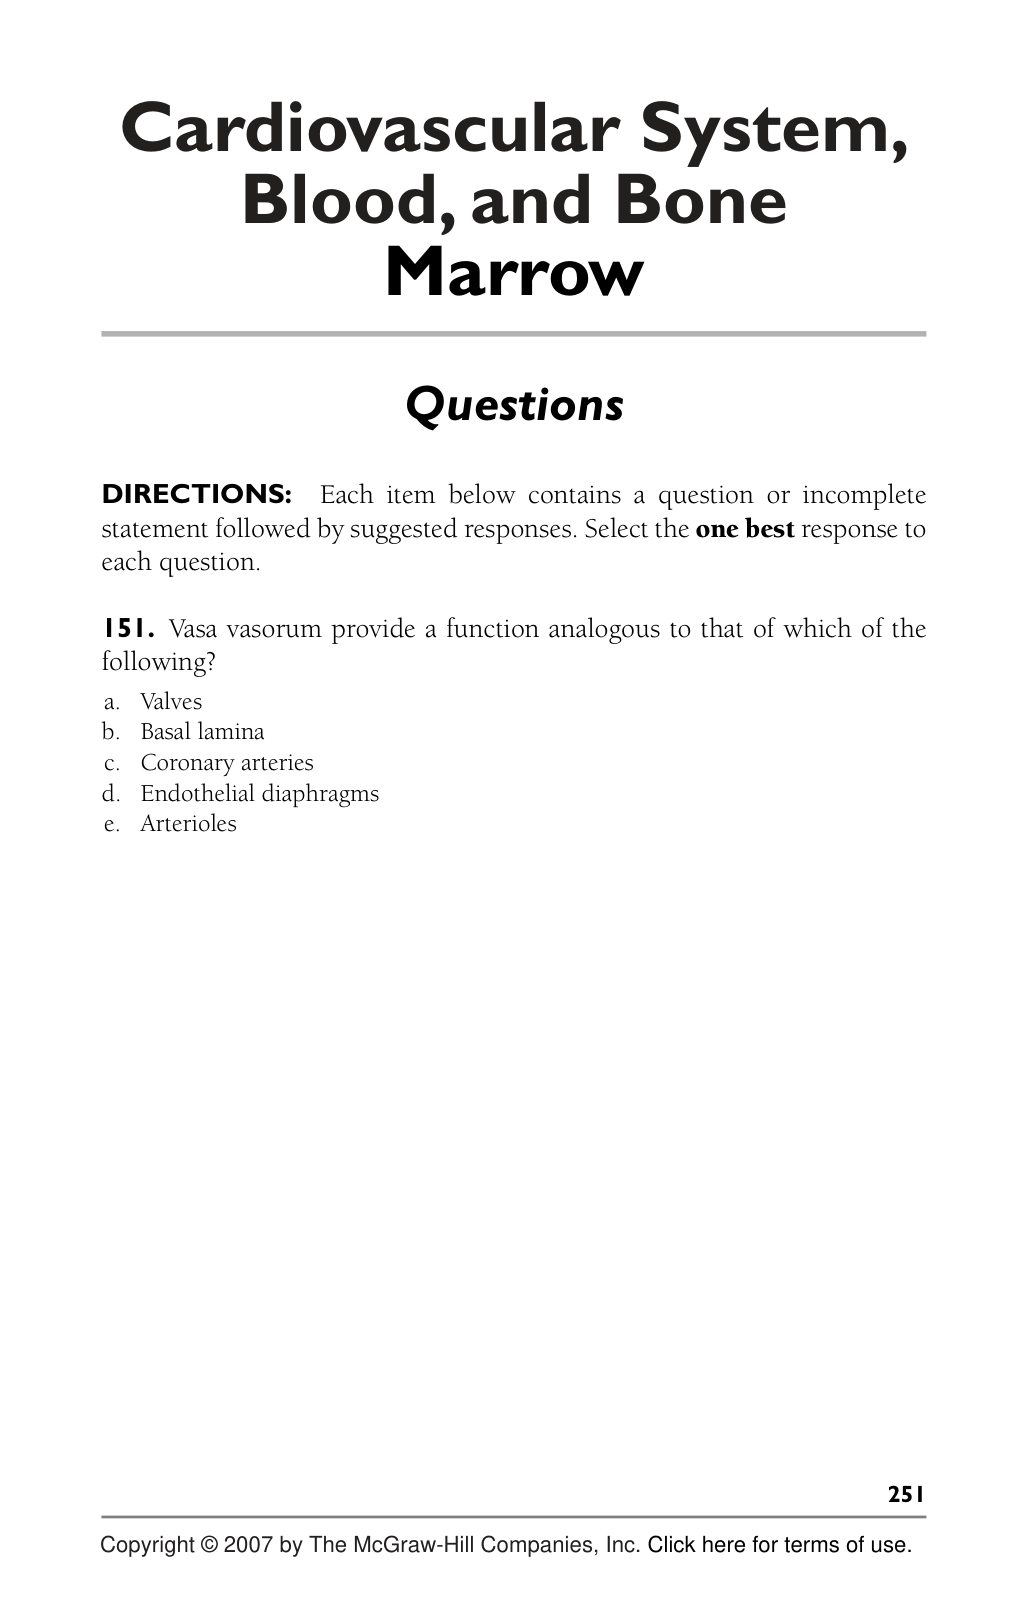 Cardiovascular System,
Blood, and Bone
Marrow
Questions
DIRECTIONS: Each item below contains a question or incomplete
statement followed by suggested responses. Select the one best response to
each question.
151. Vasa vasorum provide a function analogous to that of which of the
following?
a. Valves
b. Basal lamina
c. Coronary arteries
d. Endothelial diaphragms
e. Arterioles
251
Copyright © 2007 by The McGraw-Hill Companies, Inc. Click here for terms of use.